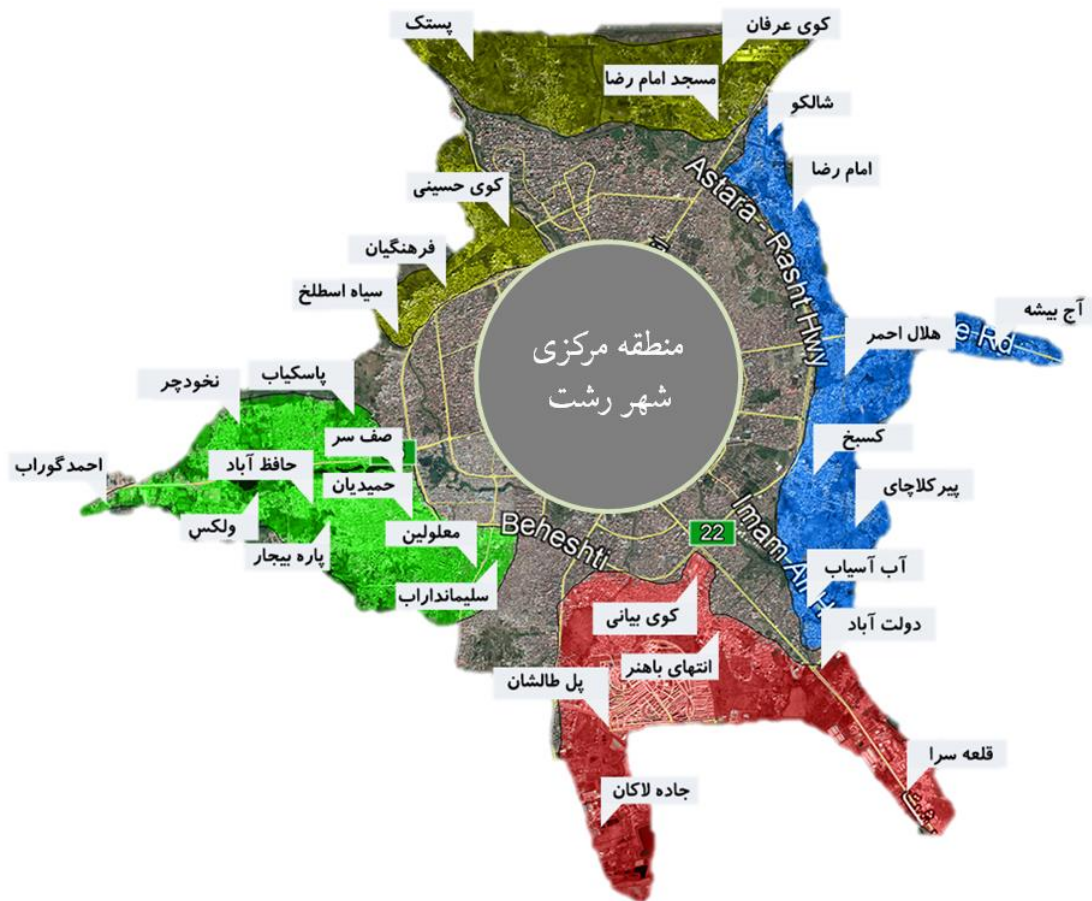 پستک
کوی عرفان
مسجد امام رضا
شالکو
امام رضا
کوی حسینی
فرهنگیان
سیاه اسطلخ
Astara - Rasht Hwy
آج بیشه
هلال احمر
منطقه مرکزی
شهر رشت
پاسکیاب
نخودچر
صف سر
کسبخ
احمدگوراب
حافظ آباد
حمیدیان
پیرکلاچای
ولکس
پاره بیجار
معلولین
Beheshti
22
آب آسیاب
سلیمانداراب
کوی بیانی
دولت آباد
انتهای باهنر
پل طالشان
قلعه سرا
جاده لاکان